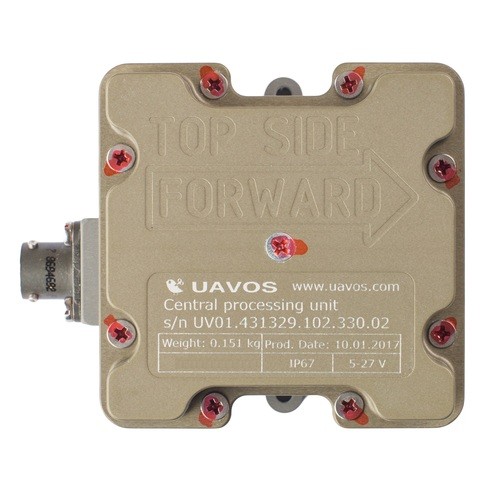 TOP SIDE
FORWARD
UAVOS www.uavos.com
Central processing unit
s/n UV01.431329.102.330.02
Weight: 0.151 kg Prod. Date: 10.01.2017
IP67 5-27 V